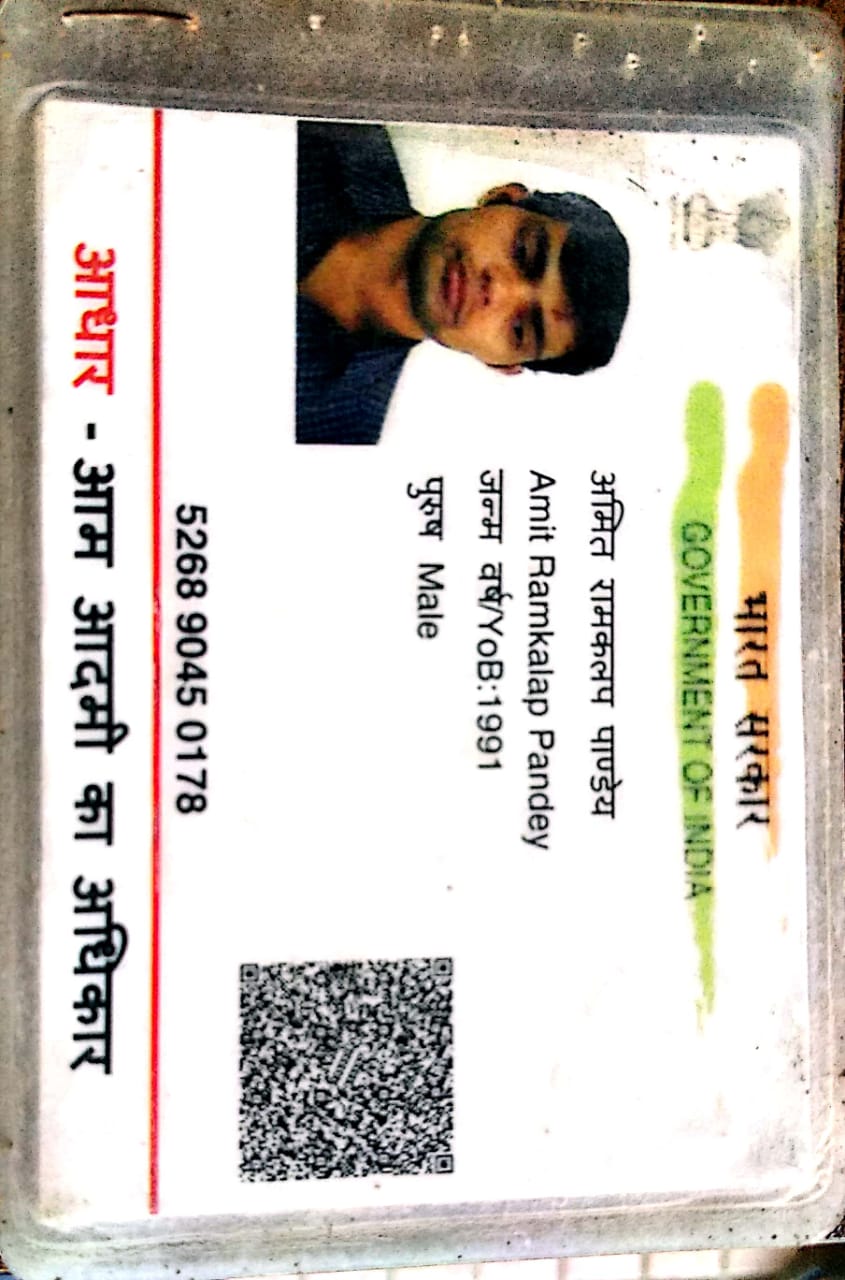 भारत सरकार
GOVERNMENT OF INDIA
अमित रामकलप पाण्डेय
Amit Ramkalap Pandey
जन्म वर्ष/YoB:1991
पुरुष Male
5268 9045 0178
आधार - आम आदमी का अधिकार